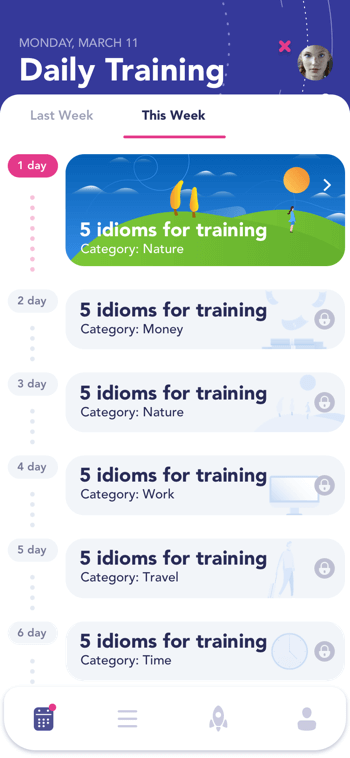 MONDAY, MARCH 11
Daily Training
Last Week
This Week
1 day
5 idioms for training
Category: Nature
2 day
5 idioms for training
Category: Money
3 day
5 idioms for training
Category: Nature
4 day
5 idioms for training
Category: Work
5 day
5 idioms for training
Category: Travel
6 day
5 idioms for training
Category: Time